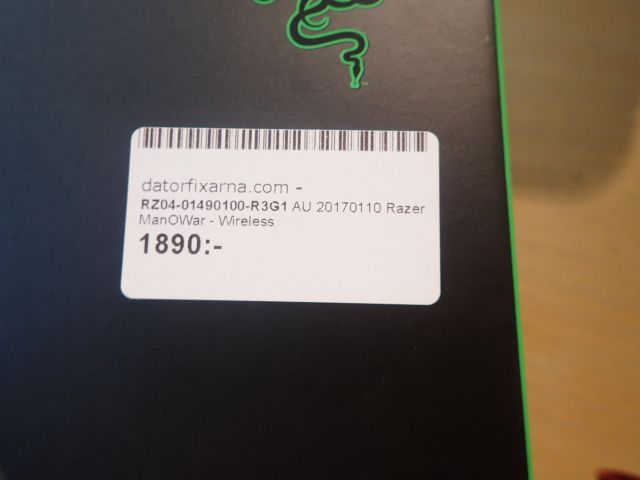 datorfixarna.com -
RZ04-01490100-R3G1 AU 20170110 Razer
ManOWar - Wireless
1890:-